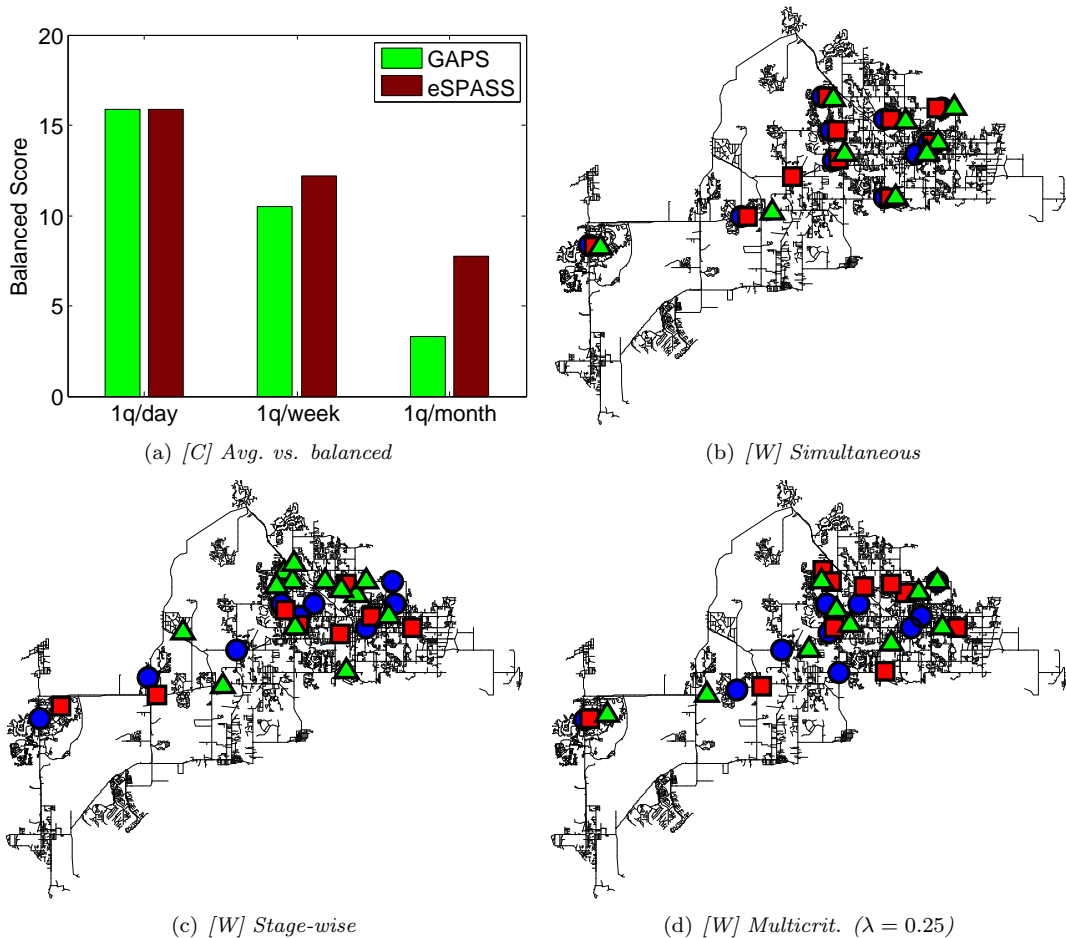 20
15
10
5
0
Balanced Score
GAPS
eSPASS
1q/day 1q/week 1q/month
(a) [C] Avg. vs. balanced
(b) [W] Simultaneous
(c) [W] Stage-wise
(d) [W] Multicrit. (λ = 0.25)